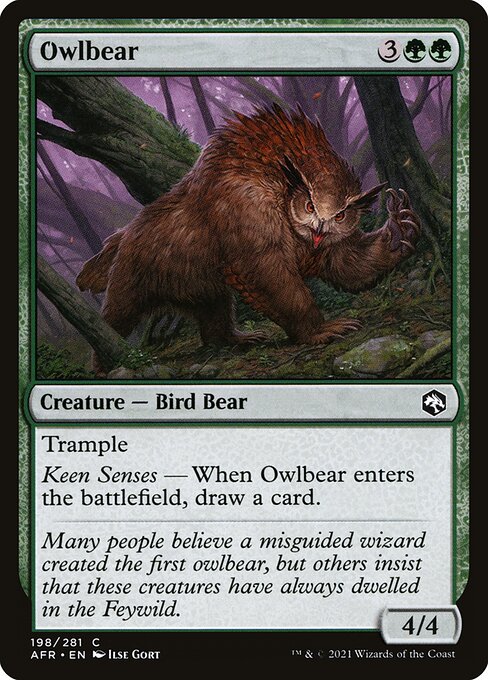 Owlbear 3
Creature — Bird Bear
Trample
Keen Senses — When Owlbear enters
the battlefield, draw a card.
Many people believe a misguided wizard
created the first owlbear, but others insist
that these creatures have always dwelled
in the Feywild.
4/4
198/281 C
AFR • EN Ilse Gort
™ & © 2021 Wizards of the Coast